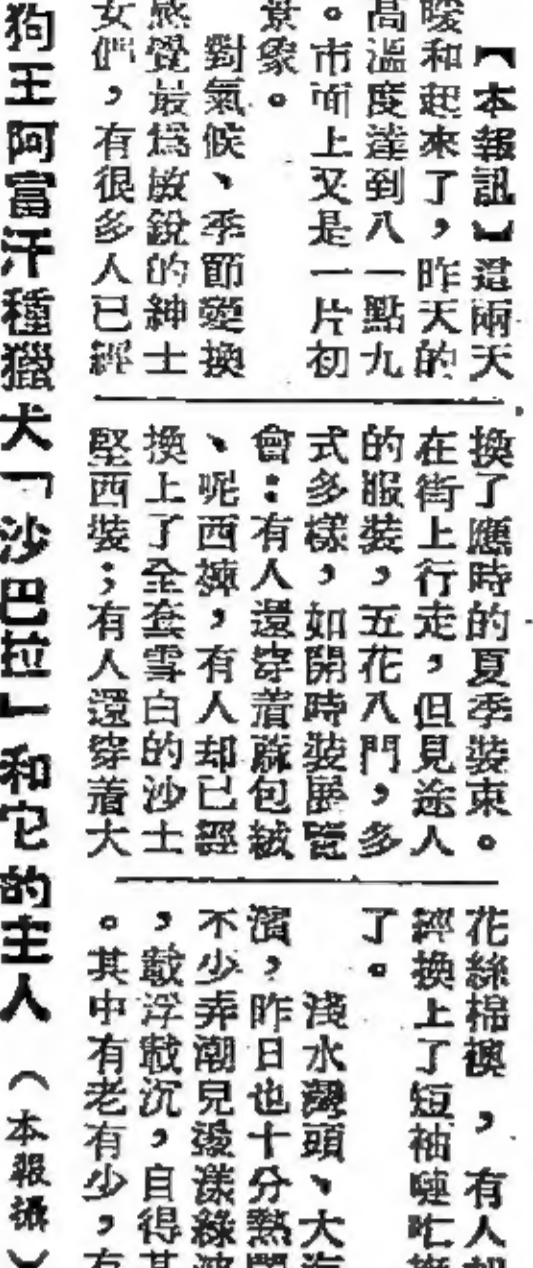 【本報訊】這兩天
暖和起來了，昨天的
高溫度達到八一點九
。市面上又是一片初
景象。
對氣候、季節變換
感覺最爲敏銳的紳士
女們，有很多人已經
換了應時的夏季裝束。
在街上行走，但見途人
的服裝，五花八門，多
式多樣，如開時裝展覽
會：有人還穿着蔴包絨
、呢西褲，有人却已經
換上了全套雪白的沙士
堅西裝；有人還穿着大
花絲棉襖，有人却
經換上了短袖
了。
淺水灣頭、大
濱，昨日也十分熱鬧
不少弄潮兒
，載浮載沉，自得其
。其中有老有少，有
狗王阿富汗種獵犬「沙巴拉」和它的主人（本報攝）